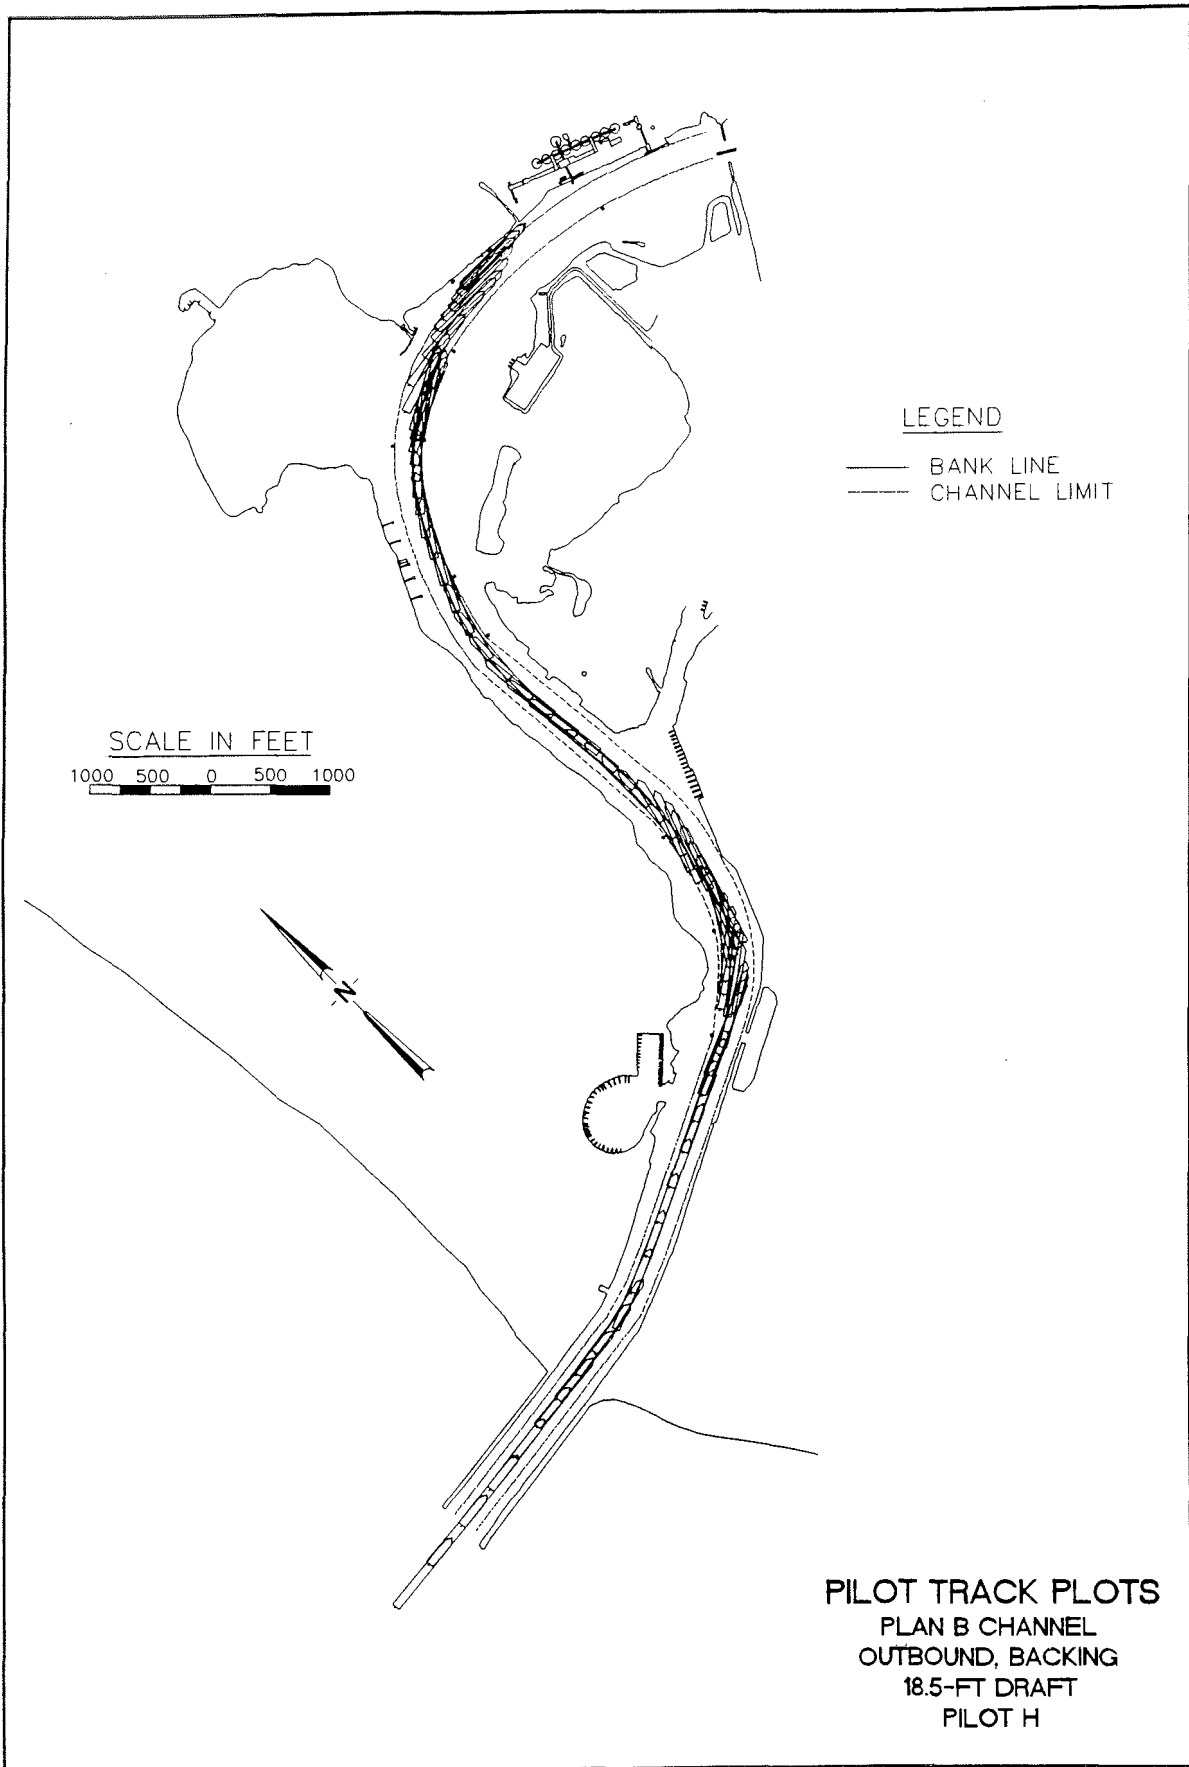 LEGEND
BANK LINE
CHANNEL LIMIT
SCALE IN FEET
1000 500 0 500 1000
N
PILOT TRACK PLOTS
PLAN B CHANNEL
OUTBOUND, BACKING
18.5-FT DRAFT
PILOT H